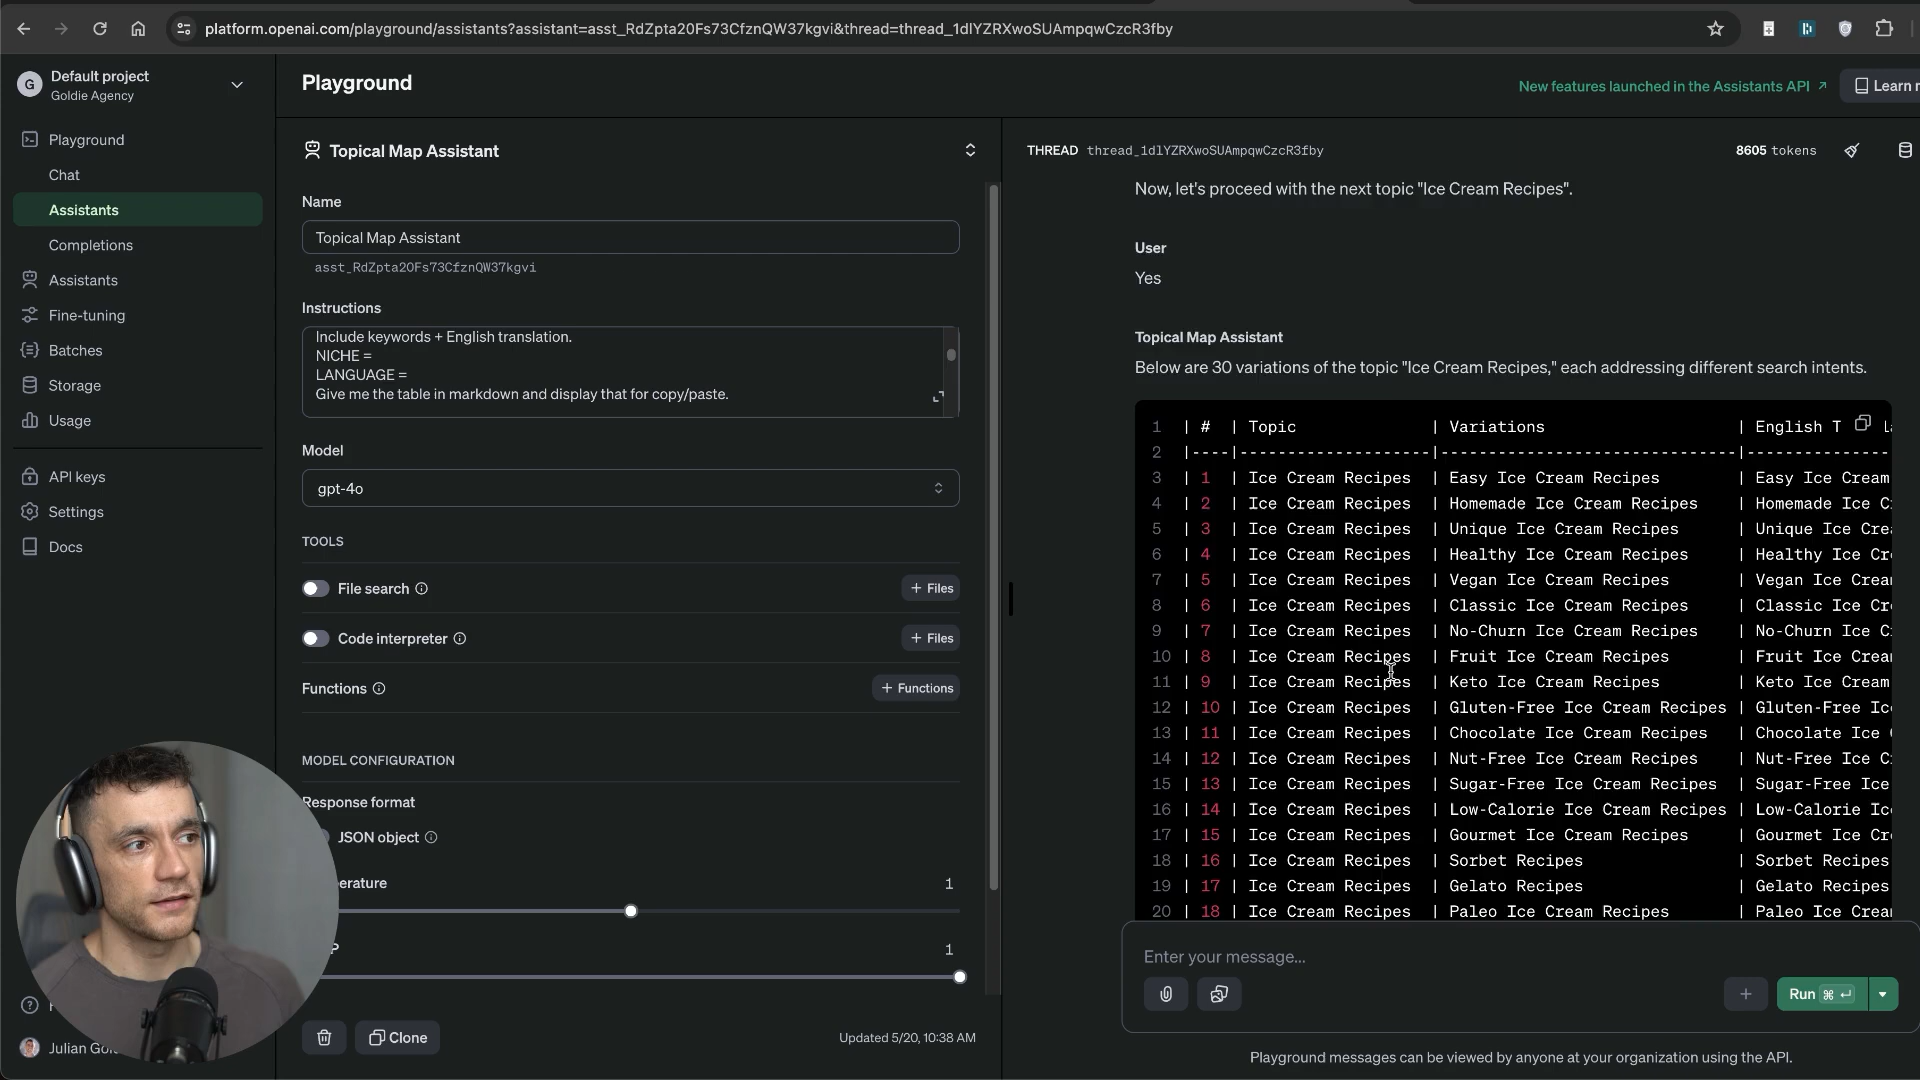 platform.openai.com/playground/assistants?assistant=asst_RdZpta20Fs73CfznQW37kgvi&thread=thread_1dlYZRXwoSUAmpqwCzcR3fby
G
Default project
Goldie Agency
Playground
Chat
Assistants
Completions
Assistants
Fine-tuning
Batches
Storage
Usage
API keys
Settings
Docs
Julian Gol
Playground
New features launched in the Assistants API ↗
Learn
Topical Map Assistant
Name
Topical Map Assistant
asst_RdZpta2OFs73CfznQW37kgvi
Instructions
Include keywords + English translation.
NICHE =
LANGUAGE =
Give me the table in markdown and display that for copy/paste.
Model
gpt-4o
TOOLS
File search
+ Files
Code interpreter
+ Files
Functions
+ Functions
MODEL CONFIGURATION
Response format
JSON object
erature
1
P
1
Clone
Updated 5/20, 10:38 AM
THREAD thread_1dlYZRXwoSUAmpqwCzcR3fby
8605 tokens
Now, let's proceed with the next topic "Ice Cream Recipes".
User
Yes
Topical Map Assistant
Below are 30 variations of the topic "Ice Cream Recipes," each addressing different search intents.
1 | # | Topic | Variations | English T
2 |----|--------------------|-------------------------------|---------------
3 | 1 | Ice Cream Recipes | Easy Ice Cream Recipes | Easy Ice Cream
4 | 2 | Ice Cream Recipes | Homemade Ice Cream Recipes | Homemade Ice C
5 | 3 | Ice Cream Recipes | Unique Ice Cream Recipes | Unique Ice Cre
6 | 4 | Ice Cream Recipes | Healthy Ice Cream Recipes | Healthy Ice Cr
7 | 5 | Ice Cream Recipes | Vegan Ice Cream Recipes | Vegan Ice Cream
8 | 6 | Ice Cream Recipes | Classic Ice Cream Recipes | Classic Ice Cr
9 | 7 | Ice Cream Recipes | No-Churn Ice Cream Recipes | No-Churn Ice C
10 | 8 | Ice Cream Recipes | Fruit Ice Cream Recipes | Fruit Ice Cream
11 | 9 | Ice Cream Recipes | Keto Ice Cream Recipes | Keto Ice Cream
12 | 10 | Ice Cream Recipes | Gluten-Free Ice Cream Recipes | Gluten-Free Ic
13 | 11 | Ice Cream Recipes | Chocolate Ice Cream Recipes | Chocolate Ice
14 | 12 | Ice Cream Recipes | Nut-Free Ice Cream Recipes | Nut-Free Ice C
15 | 13 | Ice Cream Recipes | Sugar-Free Ice Cream Recipes | Sugar-Free Ice
16 | 14 | Ice Cream Recipes | Low-Calorie Ice Cream Recipes | Low-Calorie Ic
17 | 15 | Ice Cream Recipes | Gourmet Ice Cream Recipes | Gourmet Ice Cr
18 | 16 | Ice Cream Recipes | Sorbet Recipes | Sorbet Recipes
19 | 17 | Ice Cream Recipes | Gelato Recipes | Gelato Recipes
20 | 18 | Ice Cream Recipes | Paleo Ice Cream Recipes | Paleo Ice Cream
Enter your message...
Run ⌘ ↵
Playground messages can be viewed by anyone at your organization using the API.